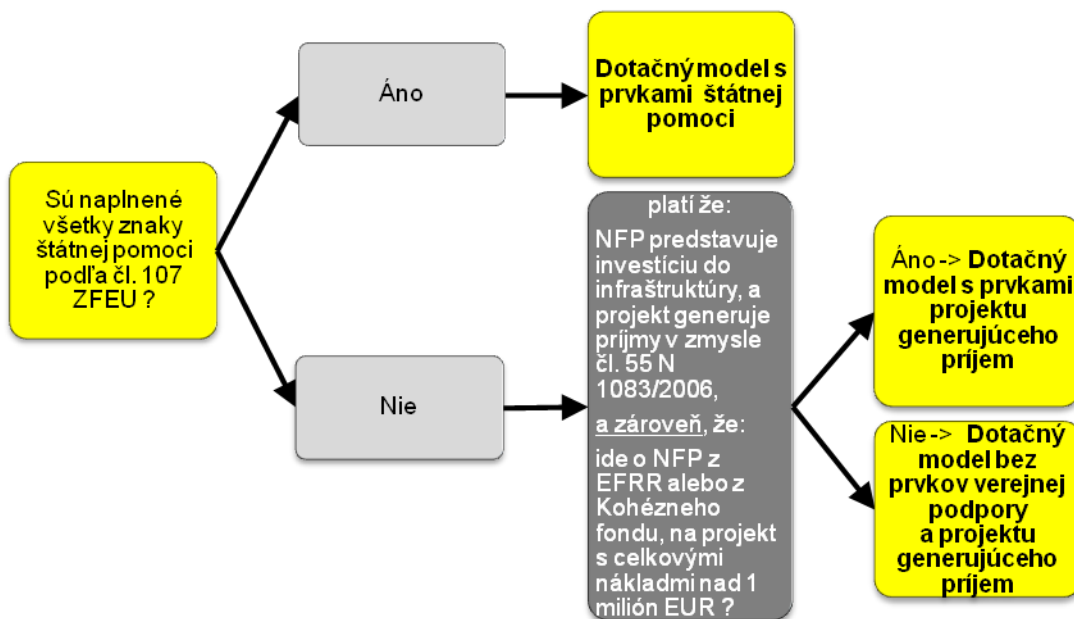 Sú naplnené
všetky znaky
štátnej pomoci
podľa čl. 107
ZFEU ?
Áno
Dotačný model s
prvkami štátnej
pomoci
Nie
platí že:
NFP predstavuje
investíciu do
infraštruktúry, a
projekt generuje
príjmy v zmysle
čl. 55 N
1083/2006,
a zároveň, že:
ide o NFP z
EFRR alebo z
Kohézneho
fondu, na projekt
s celkovými
nákladmi nad 1
milión EUR ?
Áno -> Dotačný
model s prvkami
projektu
generujúceho
príjem
Nie -> Dotačný
model bez
prvkov verejnej
podpory
a projektu
generujúceho
príjem